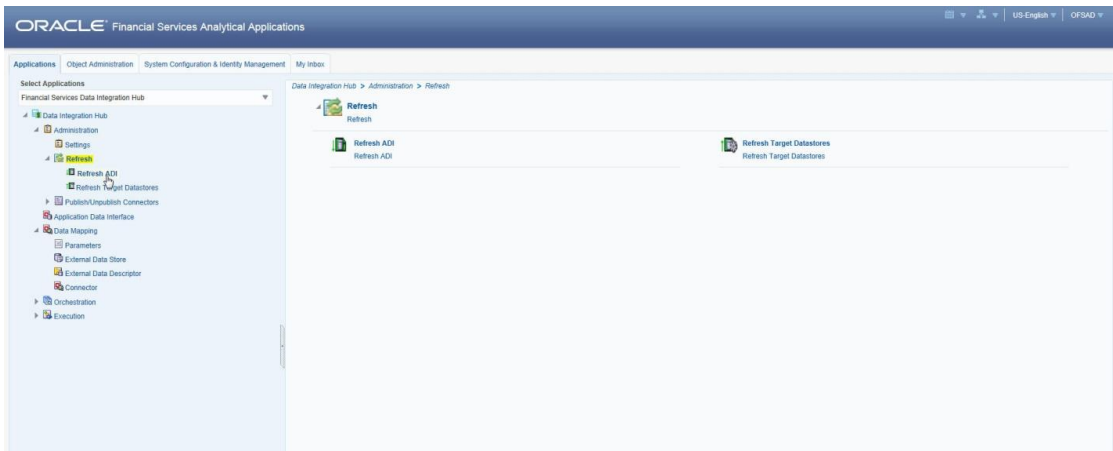 ORACLE Financial Services Analytical Applications
US-English OFSAD
Applications Object Administration System Configuration & Identity Management My Inbox
Select Applications
Financial Services Data Integration Hub
Data Integration Hub
Administration
Settings
Refresh
Refresh ADI
Refresh Target Datastores
Publish/Unpublish Connectors
Application Data Interface
Data Mapping
Parameters
External Data Store
External Data Descriptor
Connector
Orchestration
Execution
Data Integration Hub > Administration > Refresh
Refresh
Refresh
Refresh ADI
Refresh ADI
Refresh Target Datastores
Refresh Target Datastores